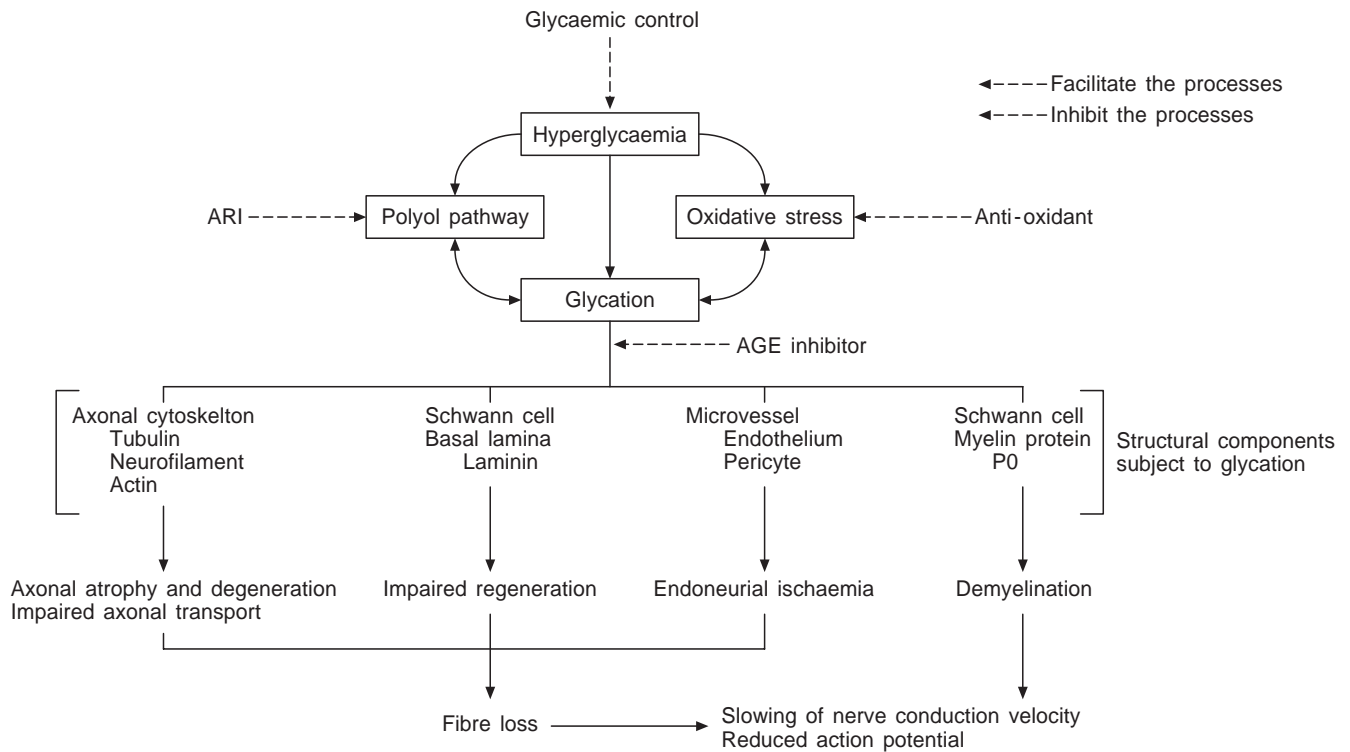 Glycaemic control
Facilitate the processes
Inhibit the processes
Hyperglycaemia
ARI
Polyol pathway
Oxidative stress
Anti-oxidant
Glycation
AGE inhibitor
Axonal cytoskelton
Tubulin
Neurofilament
Actin
Schwann cell
Basal lamina
Laminin
Microvessel
Endothelium
Pericyte
Schwann cell
Myelin protein
P0
Structural components
subject to glycation
Axonal atrophy and degeneration
Impaired axonal transport
Impaired regeneration
Endoneurial ischaemia
Demyelination
Fibre loss
Slowing of nerve conduction velocity
Reduced action potential